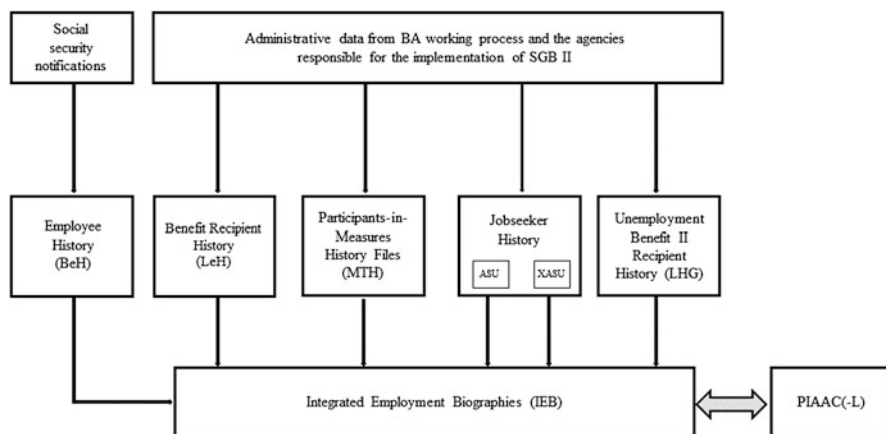 Social
security
notifications
Administrative data from BA working process and the agencies
responsible for the implementation of SGB II
Employee
History
(BeH)
Benefit Recipient
History
(LeH)
Participants-in-
Measures
History Files
(MTH)
Jobseeker
History
ASU
XASU
Unemployment
Benefit II
Recipient
History (LHG)
Integrated Employment Biographies (IEB)
PIAAC(-L)